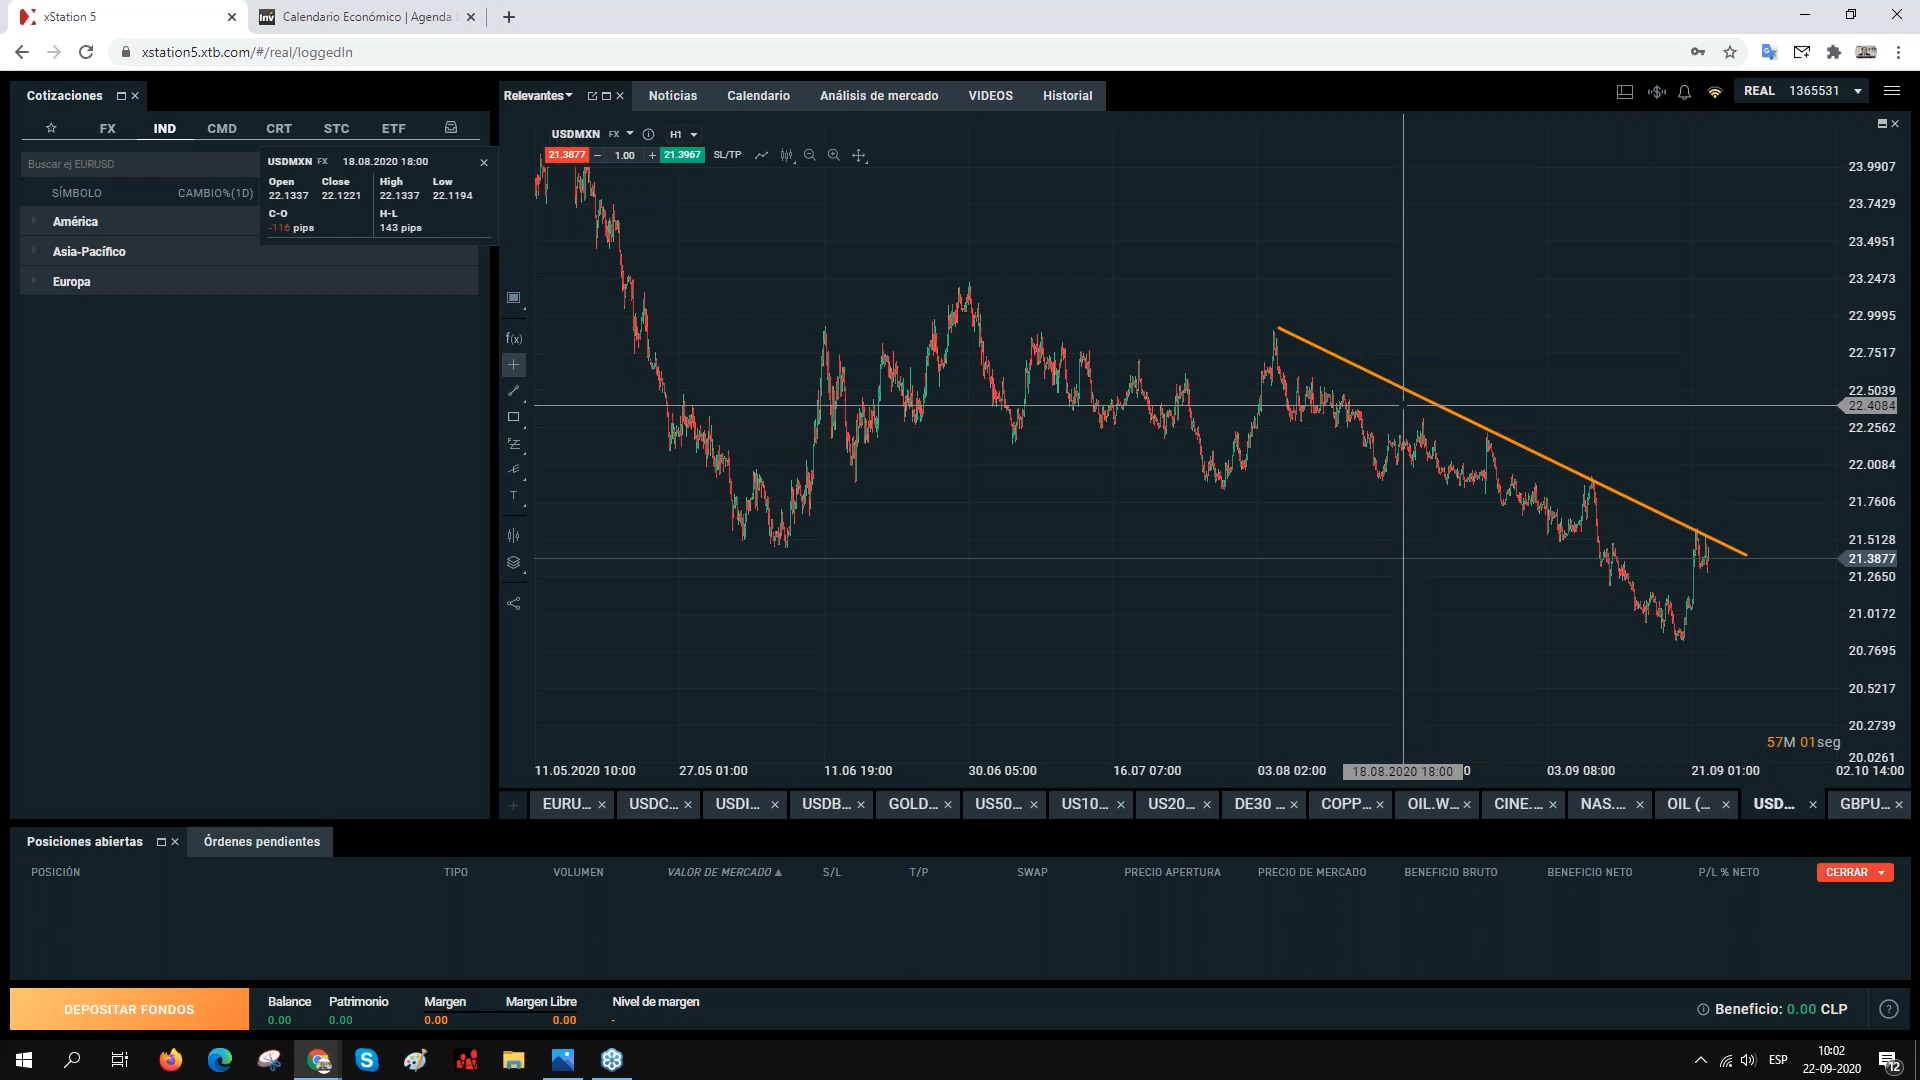 xStation 5
Calendario Económico | Agenda
xstation5.xtb.com/#/real/loggedIn
Cotizaciones
Relevantes
Noticias
Calendario
Análisis de mercado
VIDEOS
Historial
REAL 1365531
FX IND CMD CRT STC ETF
USDMXN FX H1
21.3877 1.00 21.3967 SL/TP
Buscar ej EURUSD
USDMXN FX 18.08.2020 18:00
Open Close High Low
22.1337 22.1221 22.1337 22.1194
C-O H-L
-116 pips 143 pips
SÍMBOLO CAMBIO%(1D)
América
Asia-Pacífico
Europa
f(x)
T
23.9907
23.7429
23.4951
23.2473
22.9995
22.7517
22.5039
22.4084
22.2562
22.0084
21.7606
21.5128
21.3877
21.2650
21.0172
20.7695
20.5217
20.2739
57M 01seg
20.0261
11.05.2020 10:00 27.05 01:00 11.06 19:00 30.06 05:00 16.07 07:00 03.08 02:00 18.08.2020 18:00 0 03.09 08:00 21.09 01:00 02.10 14:00
EURU... USDC... USDI... USDB... GOLD... US50... US10... US20... DE30 ... COPP... OIL.W... CINE.... NAS.... OIL (... USD... GBPU...
Posiciones abiertas Órdenes pendientes
POSICIÓN TIPO VOLUMEN VALOR DE MERCADO S/L T/P SWAP PRECIO APERTURA PRECIO DE MERCADO BENEFICIO BRUTO BENEFICIO NETO P/L % NETO CERRAR
DEPOSITAR FONDOS
Balance Patrimonio Margen Margen Libre Nivel de margen
0.00 0.00 0.00 0.00 -
Beneficio: 0.00 CLP
ESP
10:02
22-09-2020
12